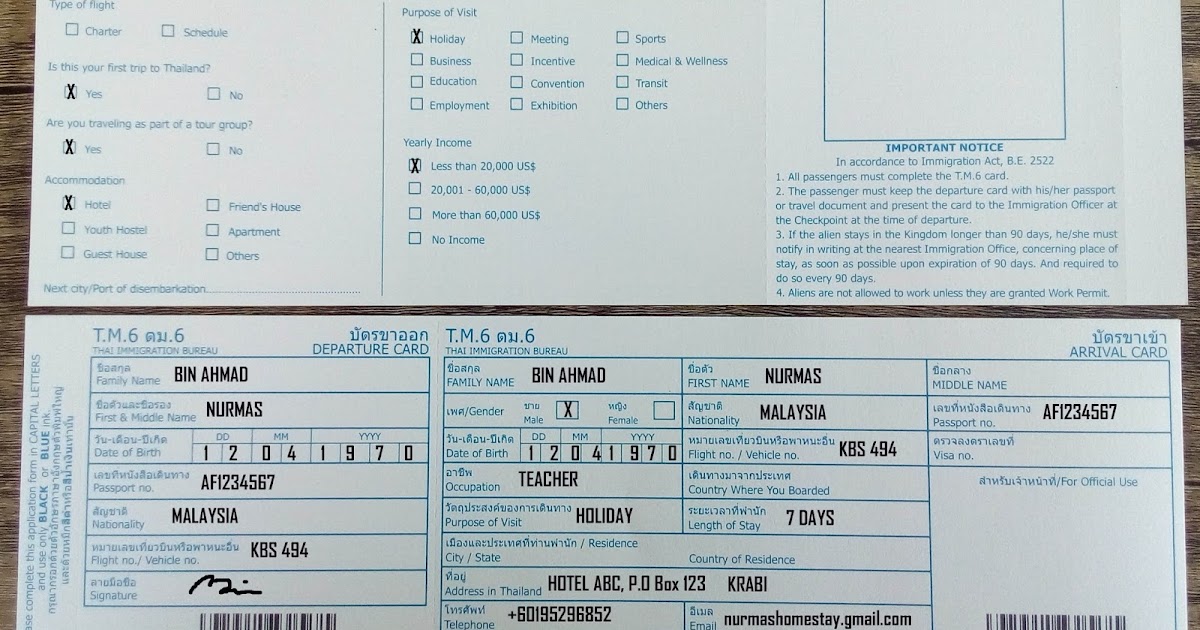 Type of flight
Charter Schedule
Is this your first trip to Thailand?
X Yes No
Are you traveling as part of a tour group?
X Yes No
Accommodation
X Hotel Friend's House
Youth Hostel Apartment
Guest House Others
Next city/Port of disembarkation
Purpose of Visit
X Holiday Meeting Sports
Business Incentive Medical & Wellness
Education Convention Transit
Employment Exhibition Others
Yearly Income
X Less than 20,000 US$
20,001 - 60,000 US$
More than 60,000 US$
No Income
IMPORTANT NOTICE
In accordance to Immigration Act, B.E. 2522
1. All passengers must complete the T.M.6 card.
2. The passenger must keep the departure card with his/her passport
or travel document and present the card to the Immigration Officer at
the Checkpoint at the time of departure.
3. If the alien stays in the Kingdom longer than 90 days, he/she must
notify in writing at the nearest Immigration Office, concerning place of
stay, as soon as possible upon expiration of 90 days. And required to
do so every 90 days.
4. Aliens are not allowed to work unless they are granted Work Permit.
complete this application form in CAPITAL LETTERS
and use only BLACK or BLUE ink.
T.M.6 ตม.6 บัตรขาออก
THAI IMMIGRATION BUREAU DEPARTURE CARD
ชื่อสกุล
Family Name BIN AHMAD
ชื่อตัวและชื่อรอง
First & Middle Name NURMAS
วัน-เดือน-ปีเกิด DD MM YYYY
Date of Birth 1 2 0 4 1 9 7 0
เลขที่หนังสือเดินทาง
Passport no. AF1234567
สัญชาติ
Nationality MALAYSIA
หมายเลขเที่ยวบินหรือพาหนะอื่น
Flight no./ Vehicle no. KBS 494
ลายมือชื่อ
Signature
T.M.6 ตม.6 บัตรขาเข้า
THAI IMMIGRATION BUREAU ARRIVAL CARD
ชื่อสกุล ชื่อตัว ชื่อกลาง
FAMILY NAME BIN AHMAD FIRST NAME NURMAS MIDDLE NAME
เพศ/Gender ชาย Male X หญิง Female
สัญชาติ
Nationality MALAYSIA
เลขที่หนังสือเดินทาง
Passport no. AF1234567
วัน-เดือน-ปีเกิด DD MM YYYY
Date of Birth 1 2 0 4 1 9 7 0
หมายเลขเที่ยวบินหรือพาหนะอื่น
Flight no. / Vehicle no. KBS 494
ตรวจลงตราเลขที่
Visa no.
อาชีพ
Occupation TEACHER
เดินทางมาจากประเทศ
Country Where You Boarded
สำหรับเจ้าหน้าที่/For Official Use
วัตถุประสงค์ของการเดินทาง
Purpose of Visit HOLIDAY
ระยะเวลาที่พำนัก
Length of Stay 7 DAYS
เมืองและประเทศที่ท่านพำนัก / Residence
City / State Country of Residence
ที่อยู่
Address in Thailand HOTEL ABC, P.O Box 123 KRABI
โทรศัพท์
Telephone +60195296852
อีเมล
Email nurmashomestay.gmail.com